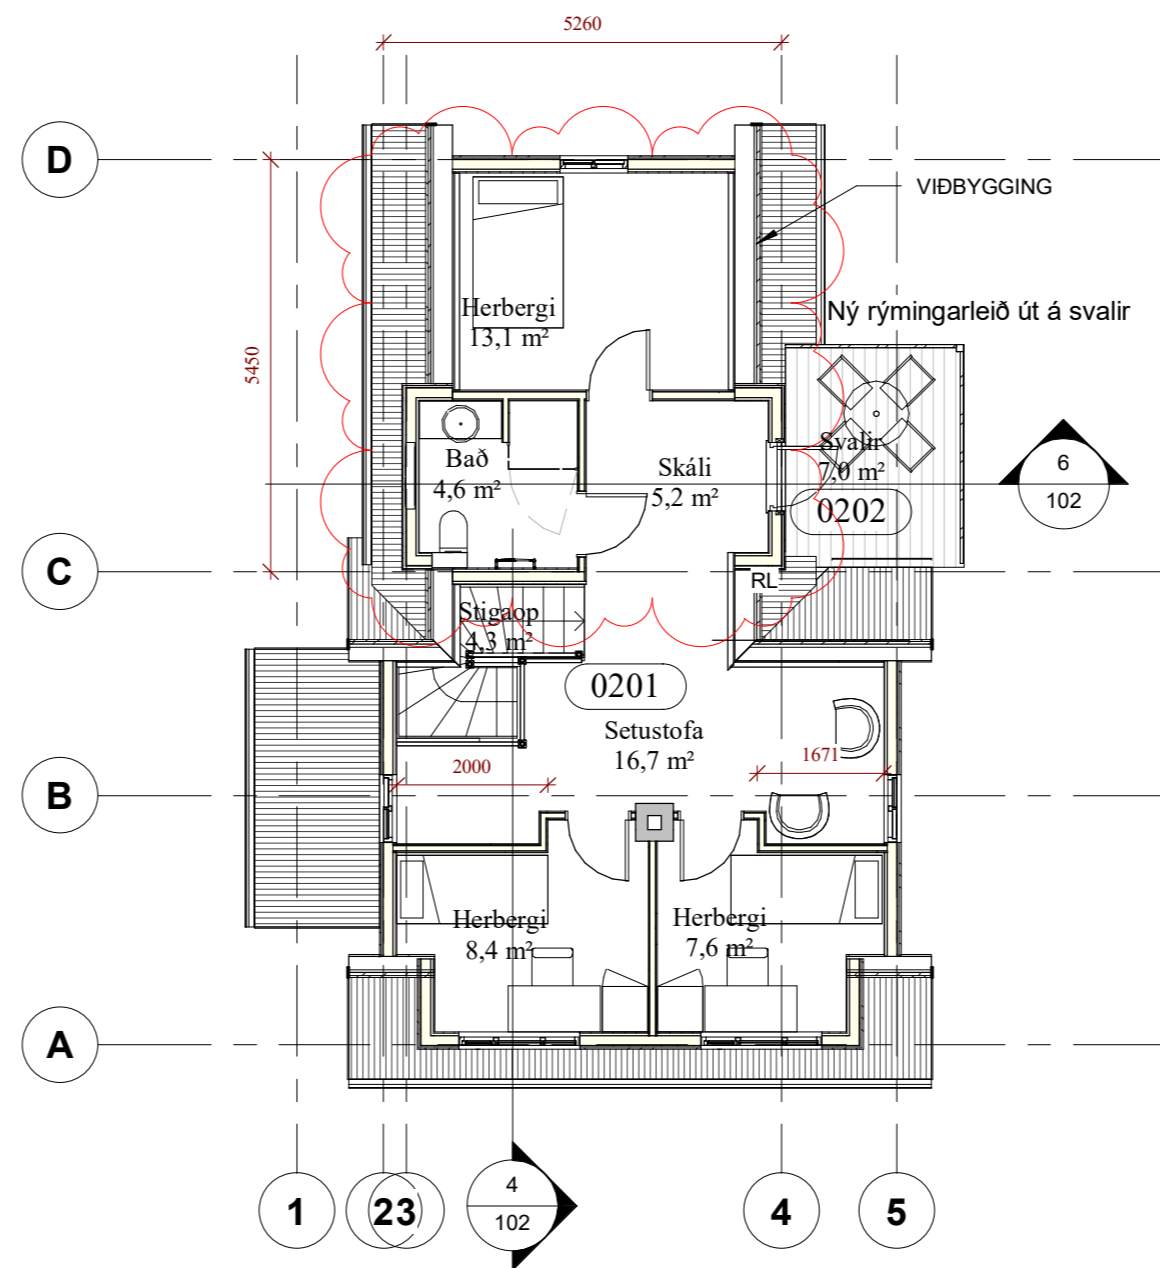 5260
D
VIÐBYGGING
Herbergi
13,1 m²
Ný rýmingarleið út á svalir
5450
Bað
4,6 m²
Skáli
5,2 m²
Svalir
7,0 m²
0202
6
102
C
RL
Stigaop
4,3 m²
0201
Setustofa
16,7 m²
2000
1671
B
Herbergi
8,4 m²
Herbergi
7,6 m²
A
1
2
3
4
102
4
5